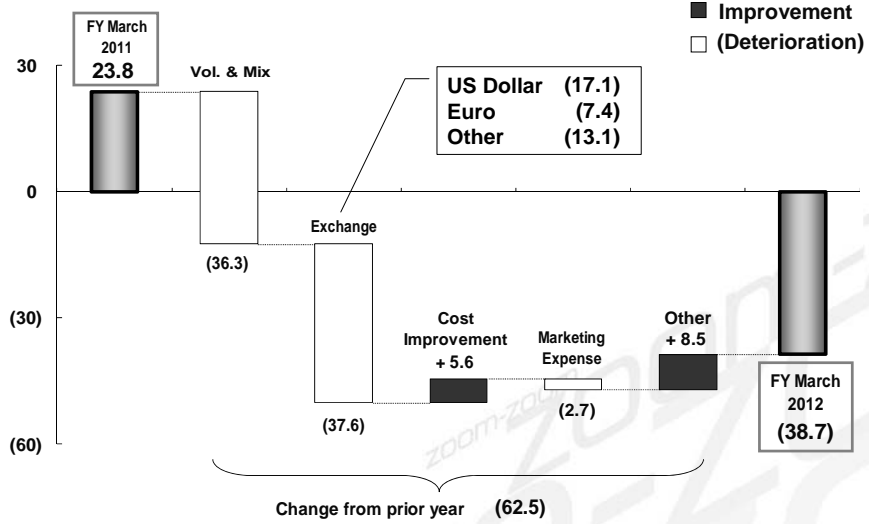 Improvement
(Deterioration)
FY March
2011
23.8
Vol. & Mix
US Dollar (17.1)
Euro (7.4)
Other (13.1)
30
0
(30)
(60)
(36.3)
Exchange
(37.6)
Cost
Improvement
+ 5.6
Marketing
Expense
(2.7)
Other
+ 8.5
FY March
2012
(38.7)
Change from prior year (62.5)
zoom-zoom